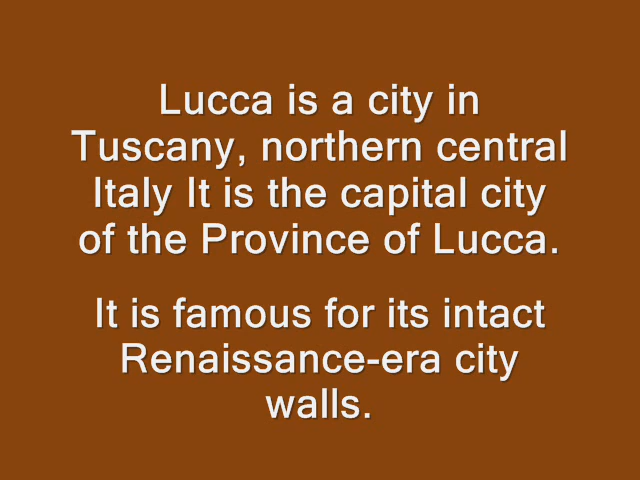 Lucca is a city in
Tuscany, northern central
Italy It is the capital city
of the Province of Lucca.
It is famous for its intact
Renaissance-era city
walls.